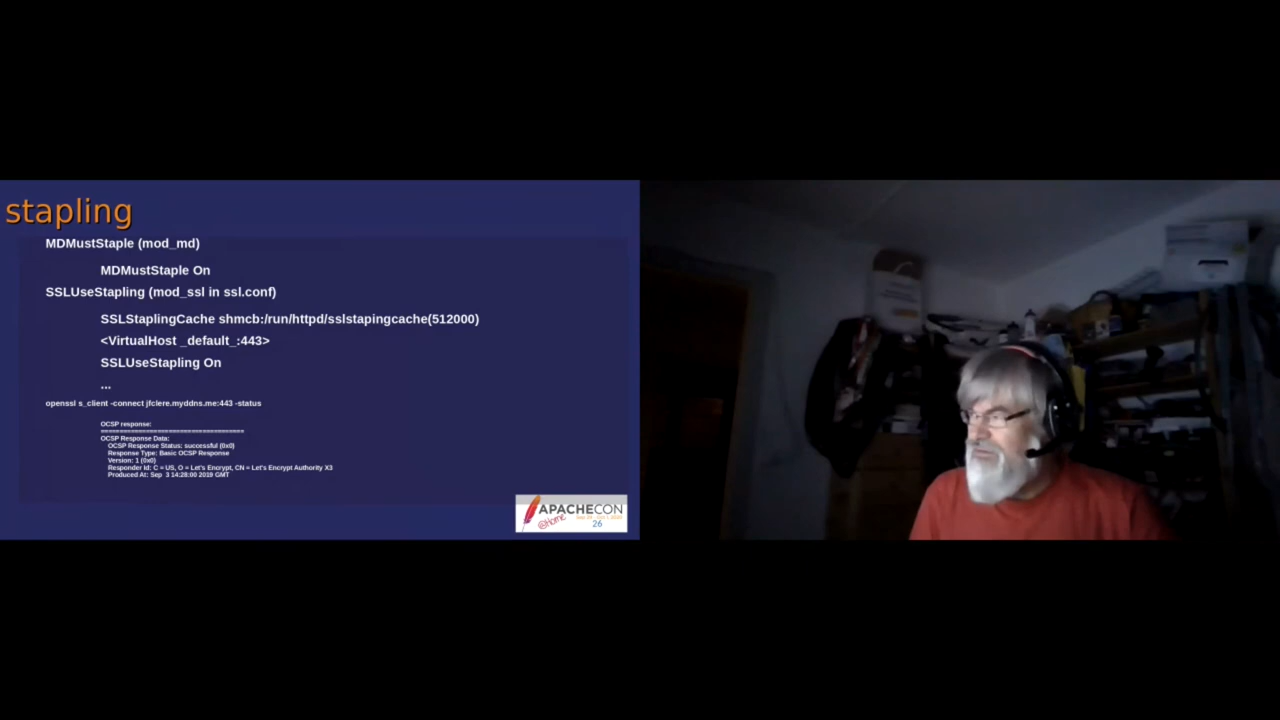 stapling
MDMustStaple (mod_md)
MDMustStaple On
SSLUseStapling (mod_ssl in ssl.conf)
SSLStaplingCache shmcb:/run/httpd/sslstapingcache(512000)
<VirtualHost _default_:443>
SSLUseStapling On
...
openssl s_client -connect jfclere.myddns.me:443 -status
OCSP response:
======================================
OCSP Response Data:
OCSP Response Status: successful (0x0)
Response Type: Basic OCSP Response
Version: 1 (0x0)
Responder Id: C = US, O = Let's Encrypt, CN = Let's Encrypt Authority X3
Produced At: Sep 3 14:28:00 2019 GMT
APACHECON
@Home
26